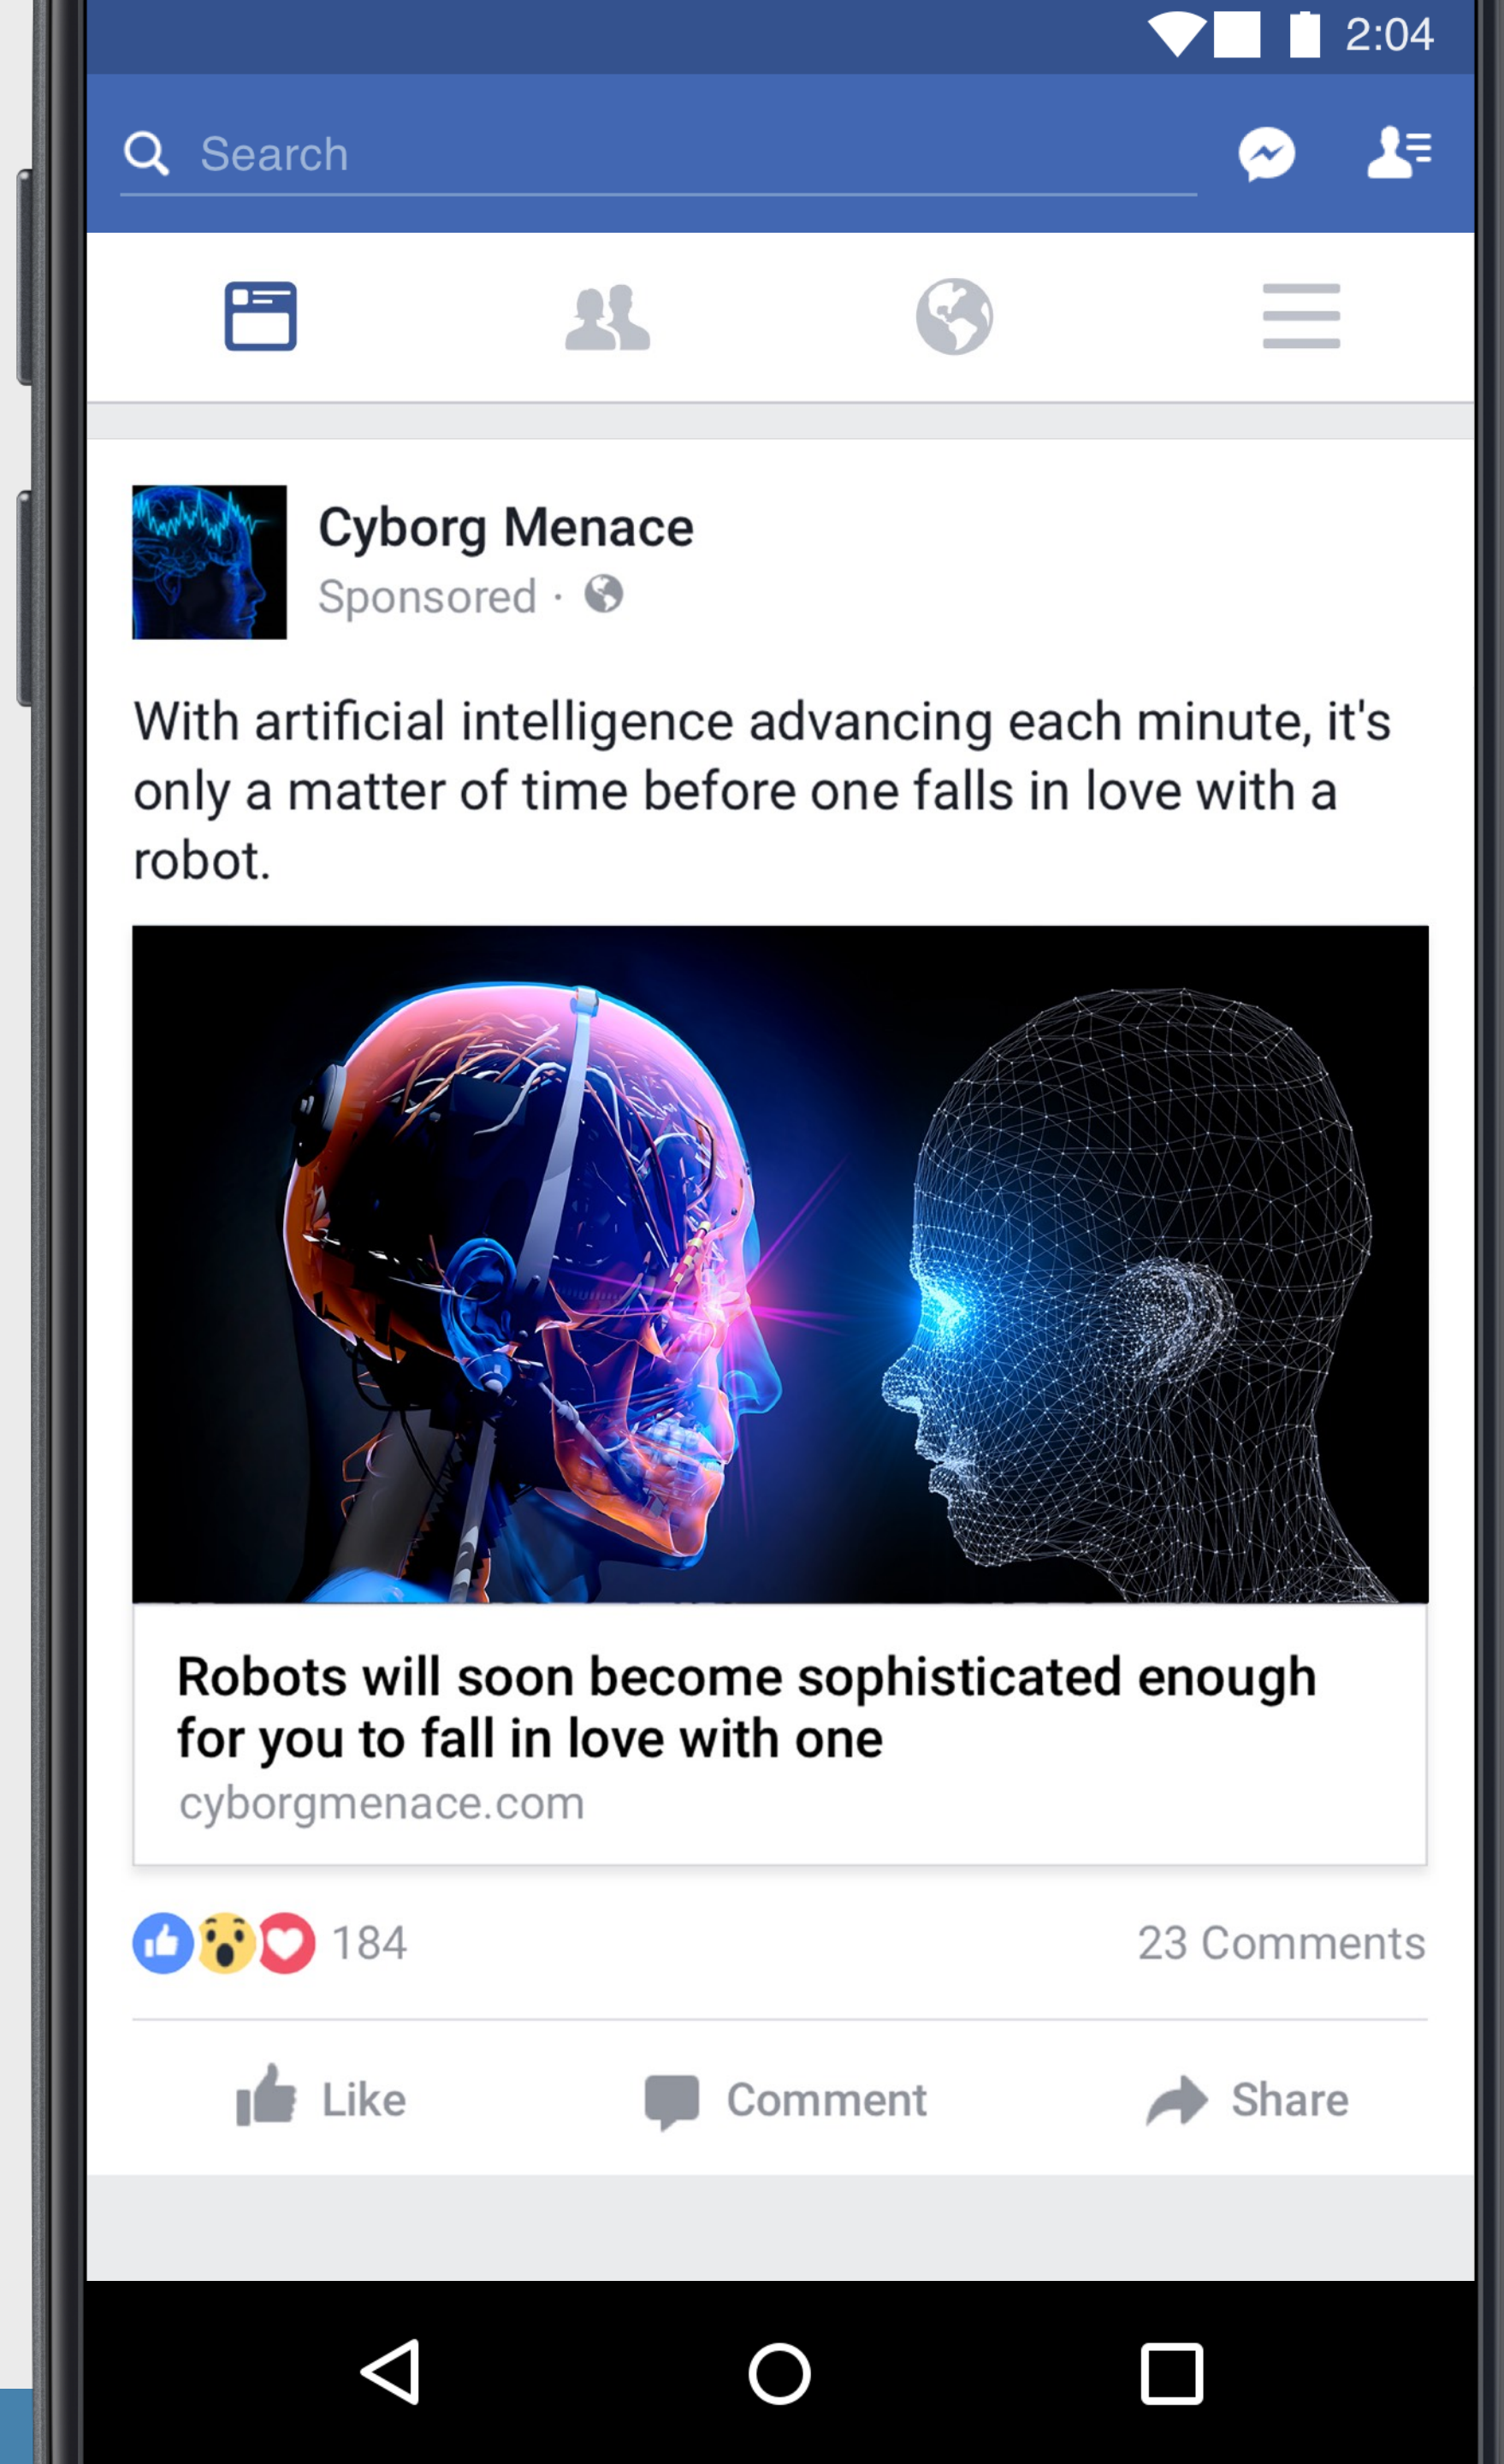 2:04
Search
Cyborg Menace
Sponsored ·
With artificial intelligence advancing each minute, it's
only a matter of time before one falls in love with a
robot.
Robots will soon become sophisticated enough
for you to fall in love with one
cyborgmenace.com
184
23 Comments
Like
Comment
Share